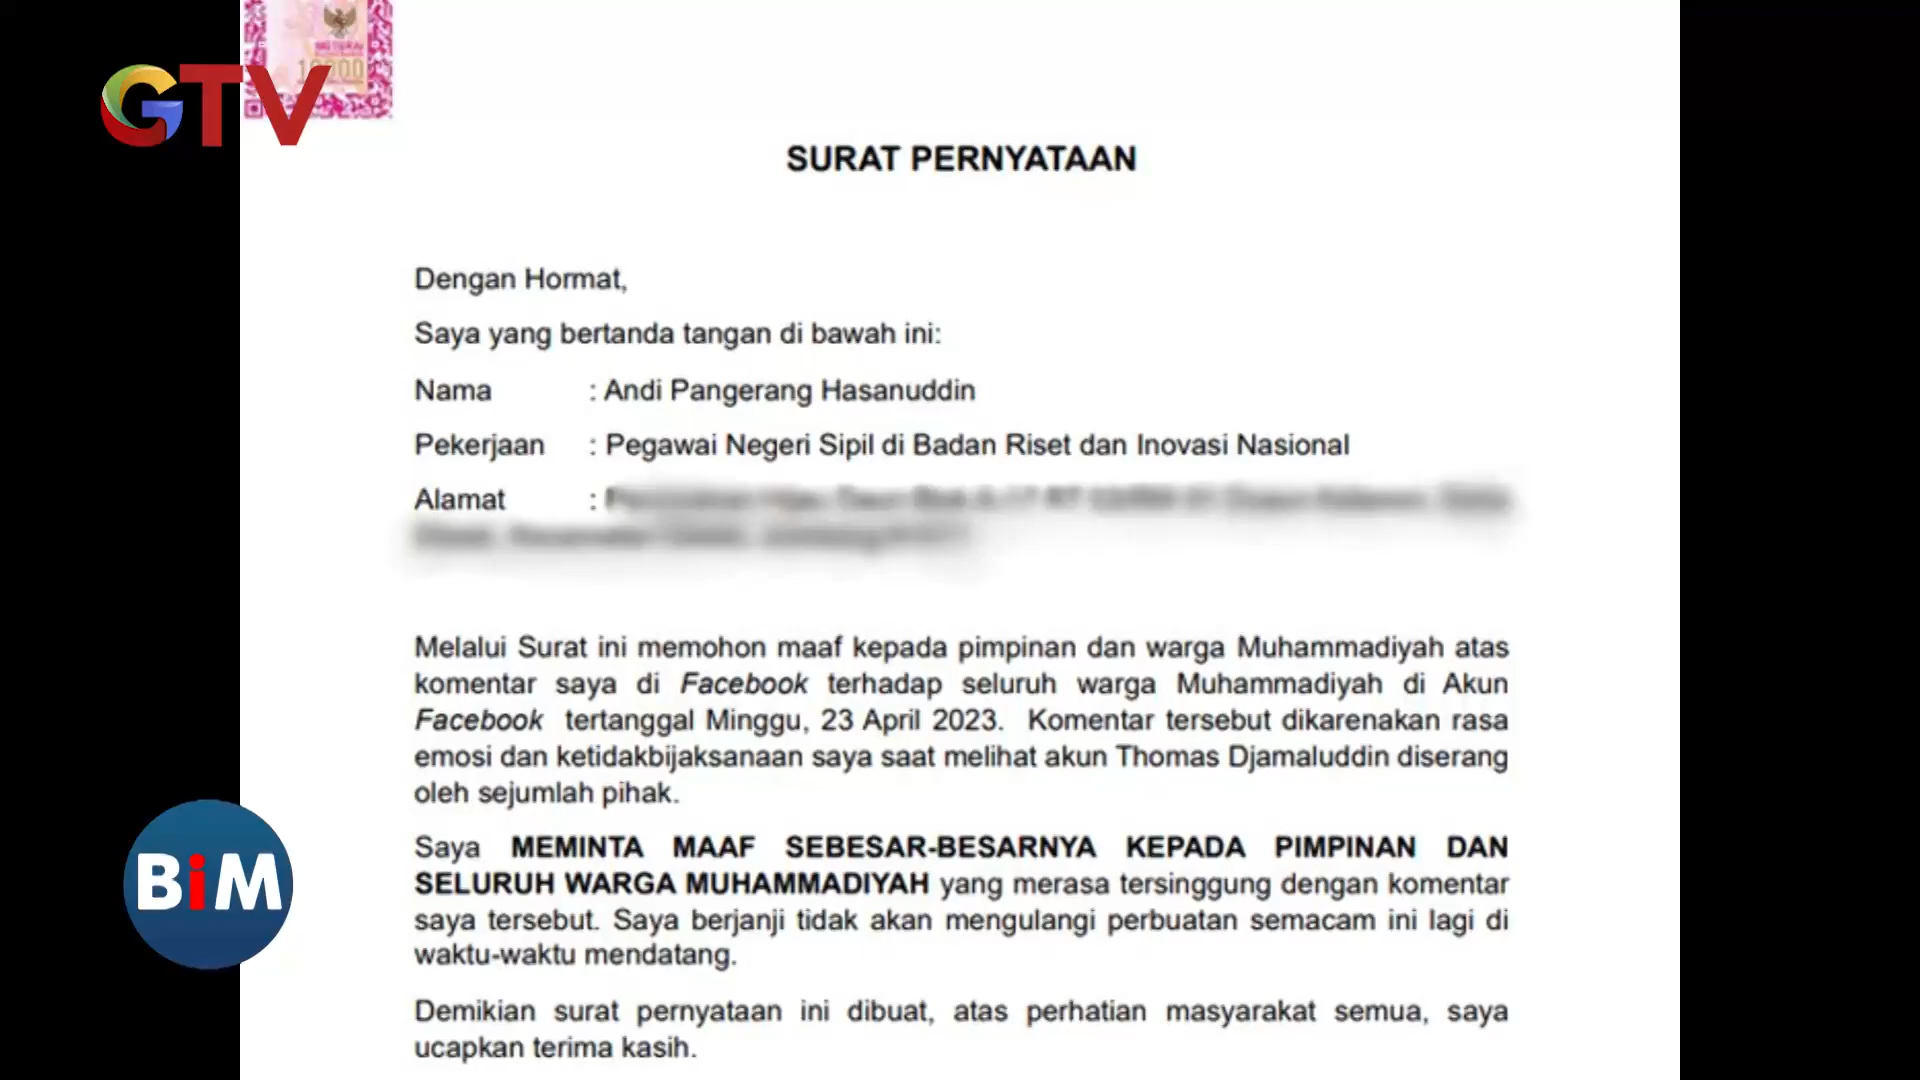 METERAI
10000
GTV
SURAT PERNYATAAN
Dengan Hormat,
Saya yang bertanda tangan di bawah ini:
Nama : Andi Pangerang Hasanuddin
Pekerjaan : Pegawai Negeri Sipil di Badan Riset dan Inovasi Nasional
Alamat :
Melalui Surat ini memohon maaf kepada pimpinan dan warga Muhammadiyah atas
komentar saya di Facebook terhadap seluruh warga Muhammadiyah di Akun
Facebook tertanggal Minggu, 23 April 2023. Komentar tersebut dikarenakan rasa
emosi dan ketidakbijaksanaan saya saat melihat akun Thomas Djamaluddin diserang
oleh sejumlah pihak.
Saya MEMINTA MAAF SEBESAR-BESARNYA KEPADA PIMPINAN DAN
SELURUH WARGA MUHAMMADIYAH yang merasa tersinggung dengan komentar
saya tersebut. Saya berjanji tidak akan mengulangi perbuatan semacam ini lagi di
waktu-waktu mendatang.
Demikian surat pernyataan ini dibuat, atas perhatian masyarakat semua, saya
ucapkan terima kasih.
BiM